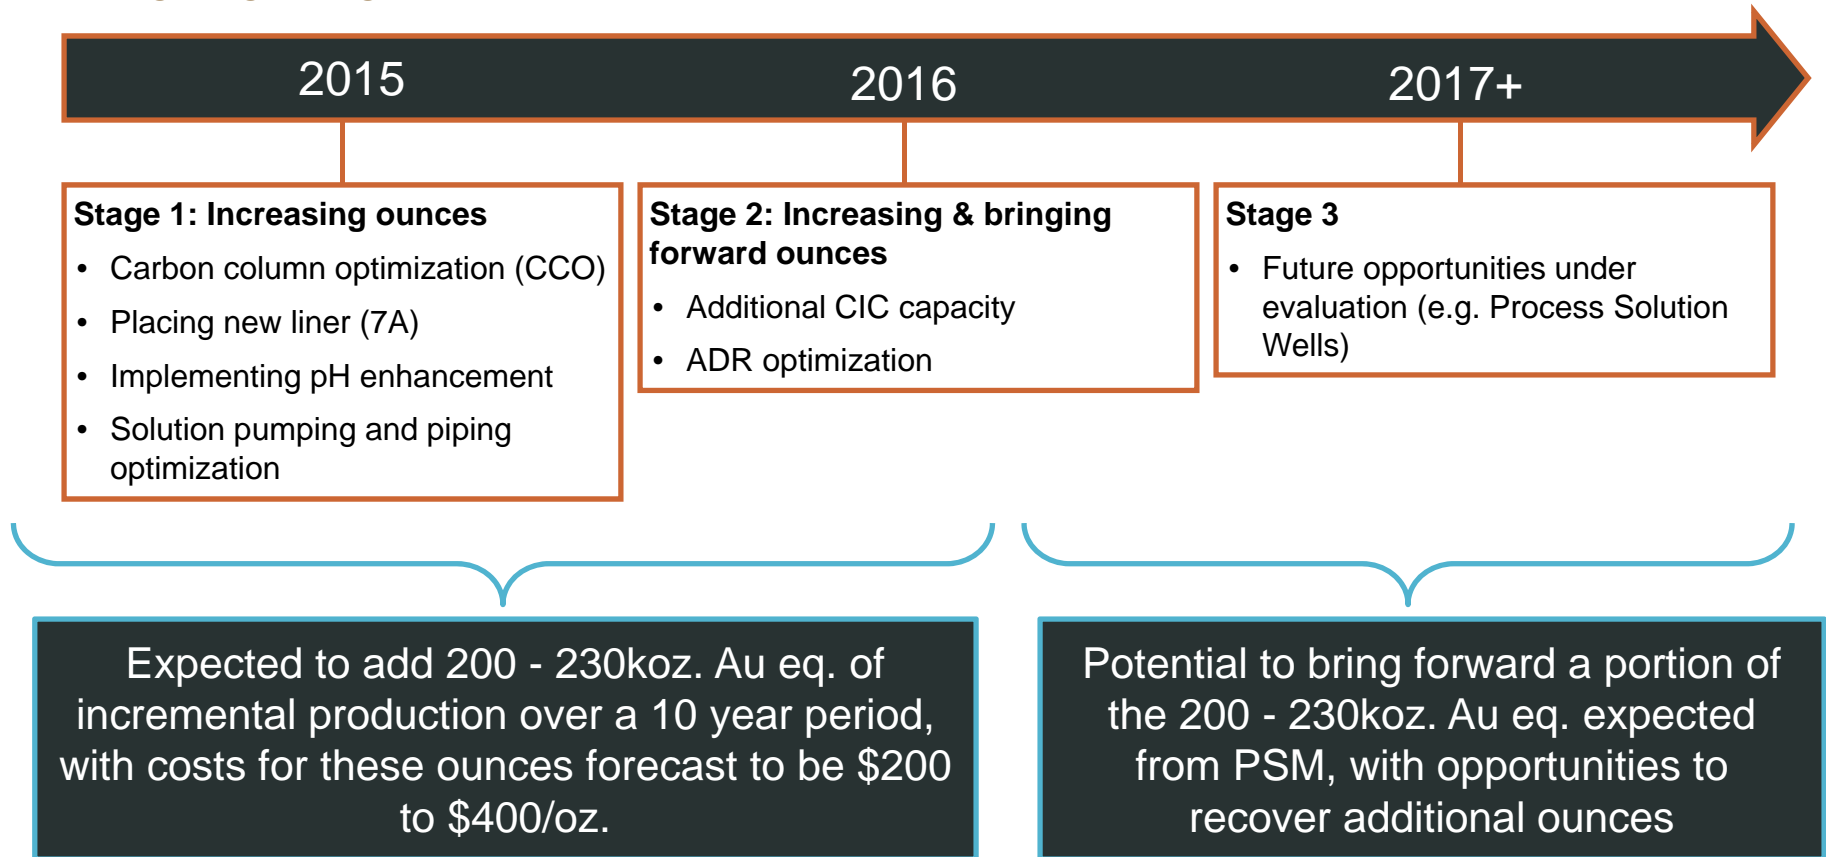 2015
2016
2017+
Stage 1: Increasing ounces
• Carbon column optimization (CCO)
• Placing new liner (7A)
• Implementing pH enhancement
• Solution pumping and piping
optimization
Stage 2: Increasing & bringing
forward ounces
• Additional CIC capacity
• ADR optimization
Stage 3
• Future opportunities under
evaluation (e.g. Process Solution
Wells)
Expected to add 200 - 230koz. Au eq. of
incremental production over a 10 year period,
with costs for these ounces forecast to be $200
to $400/oz.
Potential to bring forward a portion of
the 200 - 230koz. Au eq. expected
from PSM, with opportunities to
recover additional ounces